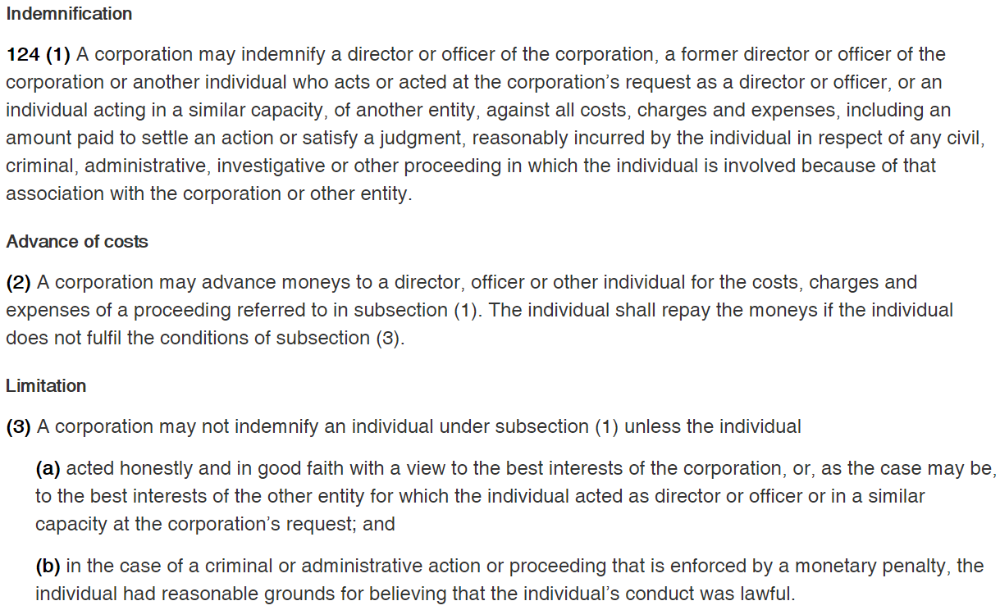 Indemnification
124 (1) A corporation may indemnify a director or officer of the corporation, a former director or officer of the
corporation or another individual who acts or acted at the corporation’s request as a director or officer, or an
individual acting in a similar capacity, of another entity, against all costs, charges and expenses, including an
amount paid to settle an action or satisfy a judgment, reasonably incurred by the individual in respect of any civil,
criminal, administrative, investigative or other proceeding in which the individual is involved because of that
association with the corporation or other entity.
Advance of costs
(2) A corporation may advance moneys to a director, officer or other individual for the costs, charges and
expenses of a proceeding referred to in subsection (1). The individual shall repay the moneys if the individual
does not fulfil the conditions of subsection (3).
Limitation
(3) A corporation may not indemnify an individual under subsection (1) unless the individual
(a) acted honestly and in good faith with a view to the best interests of the corporation, or, as the case may be,
to the best interests of the other entity for which the individual acted as director or officer or in a similar
capacity at the corporation’s request; and
(b) in the case of a criminal or administrative action or proceeding that is enforced by a monetary penalty, the
individual had reasonable grounds for believing that the individual’s conduct was lawful.